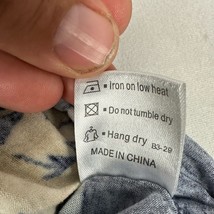 ▪ Iron on low heat
▪ Do not tumble dry
▪ Hang dry B3-29
MADE IN CHINA